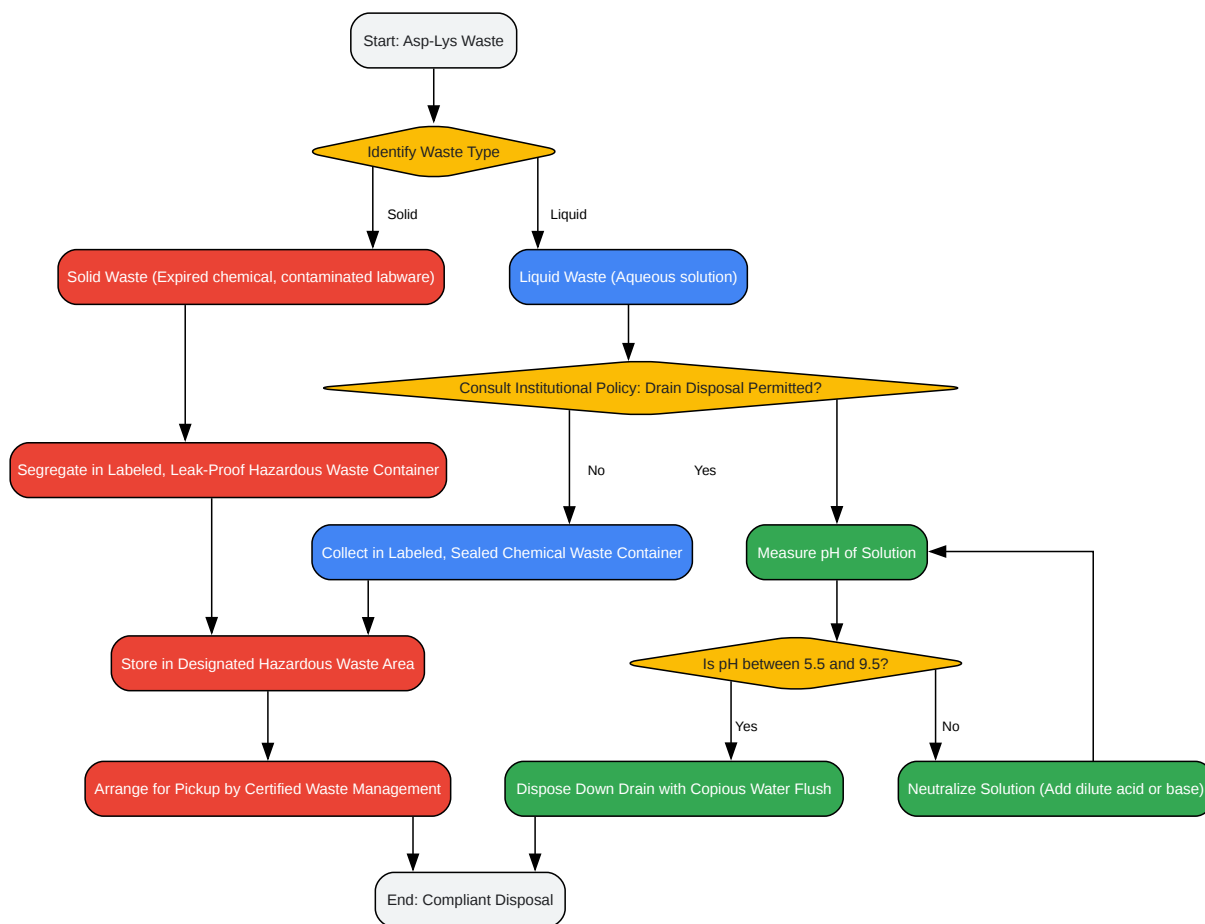 Start: Asp-Lys Waste
Identify Waste Type
Solid
Liquid
Solid Waste (Expired chemical, contaminated labware)
Liquid Waste (Aqueous solution)
Consult Institutional Policy: Drain Disposal Permitted?
Segregate in Labeled, Leak-Proof Hazardous Waste Container
No
Yes
Collect in Labeled, Sealed Chemical Waste Container
Measure pH of Solution
Store in Designated Hazardous Waste Area
Is pH between 5.5 and 9.5?
Yes
No
Arrange for Pickup by Certified Waste Management
Dispose Down Drain with Copious Water Flush
Neutralize Solution (Add dilute acid or base)
End: Compliant Disposal